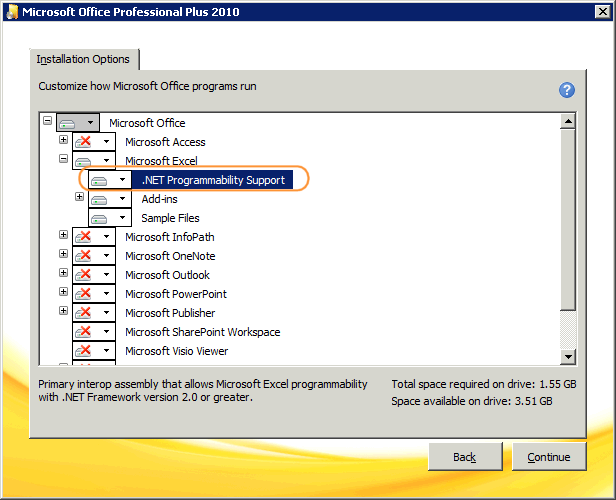 Microsoft Office Professional Plus 2010
Installation Options
Customize how Microsoft Office programs run
?
Microsoft Office
Microsoft Access
Microsoft Excel
.NET Programmability Support
Add-ins
Sample Files
Microsoft InfoPath
Microsoft OneNote
Microsoft Outlook
Microsoft PowerPoint
Microsoft Publisher
Microsoft SharePoint Workspace
Microsoft Visio Viewer
Primary interop assembly that allows Microsoft Excel programmability
with .NET Framework version 2.0 or greater.
Total space required on drive: 1.55 GB
Space available on drive: 3.51 GB
Back
Continue